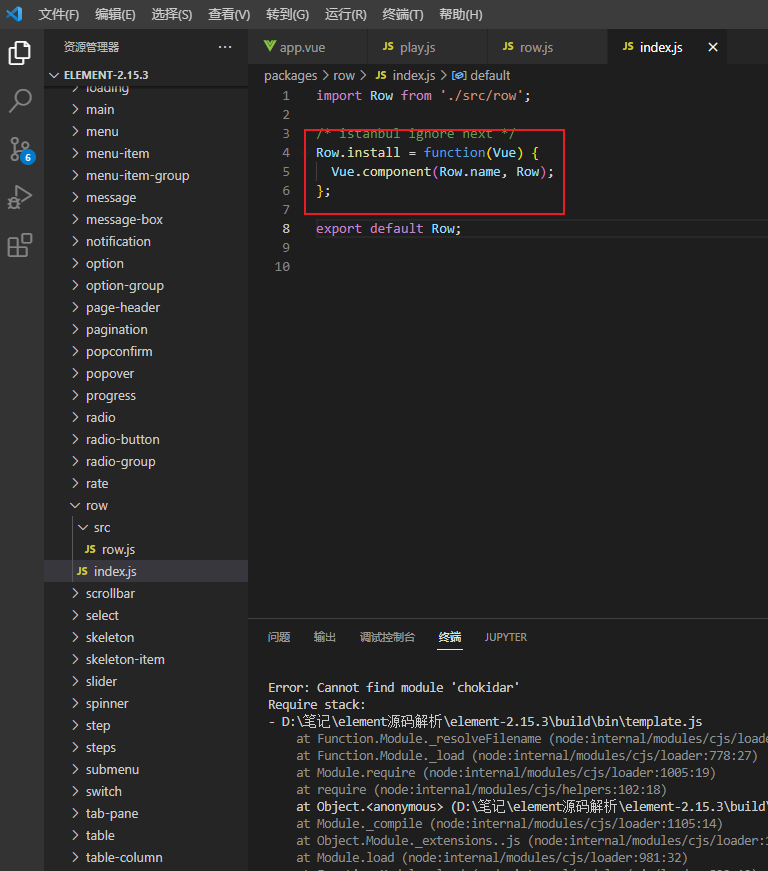 文件(F) 编辑(E) 选择(S) 查看(V) 转到(G) 运行(R) 终端(T) 帮助(H)
资源管理器 ···
ELEMENT-2.15.3
loading
main
menu
menu-item
menu-item-group
message
message-box
notification
option
option-group
page-header
pagination
popconfirm
popover
progress
radio
radio-button
radio-group
rate
row
src
JS row.js
JS index.js
scrollbar
select
skeleton
skeleton-item
slider
spinner
step
steps
submenu
switch
tab-pane
table
table-column
6
app.vue JS play.js JS row.js JS index.js
packages > row > JS index.js > default
1 import Row from './src/row';
2
3 /* istanbul ignore next */
4 Row.install = function(Vue) {
5 Vue.component(Row.name, Row);
6 };
7
8 export default Row;
9
10
问题 输出 调试控制台 终端 JUPYTER
Error: Cannot find module 'chokidar'
Require stack:
- D:\笔记\element源码解析\element-2.15.3\build\bin\template.js
at Function.Module._resolveFilename (node:internal/modules/cjs/loade
at Function.Module._load (node:internal/modules/cjs/loader:778:27)
at Module.require (node:internal/modules/cjs/loader:1005:19)
at require (node:internal/modules/cjs/helpers:102:18)
at Object.<anonymous> (D:\笔记\element源码解析\element-2.15.3\build\
at Module._compile (node:internal/modules/cjs/loader:1105:14)
at Object.Module._extensions..js (node:internal/modules/cjs/loader:1
at Module.load (node:internal/modules/cjs/loader:981:32)